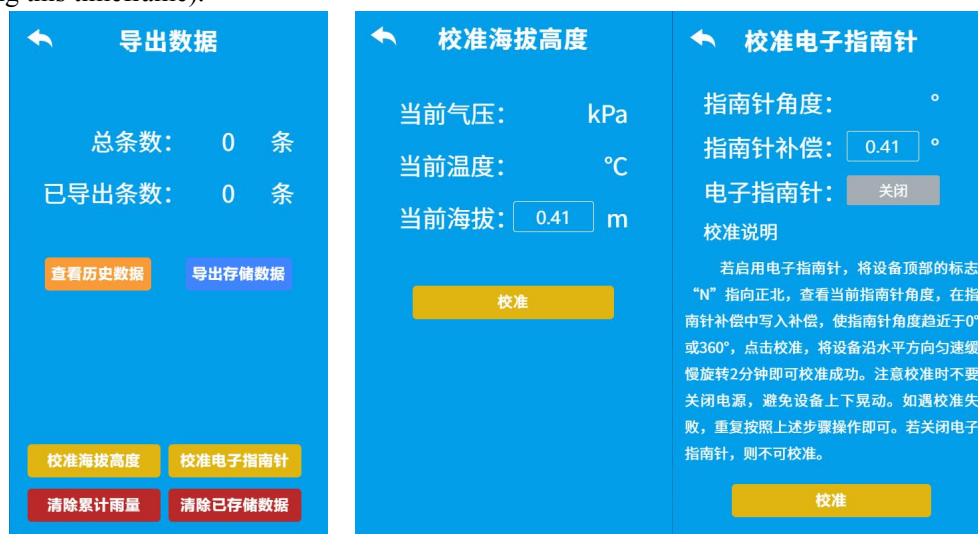 导出数据
总条数： 0 条
已导出条数： 0 条
查看历史数据 导出存储数据
校准海拔高度 校准电子指南针
清除累计雨量 清除已存储数据
校准海拔高度
当前气压： kPa
当前温度： ℃
当前海拔： 0.41 m
校准
校准电子指南针
指南针角度： °
指南针补偿： 0.41 °
电子指南针： 关闭
校准说明
若启用电子指南针，将设备顶部的标志
“N”指向正北，查看当前指南针角度，在指
南针补偿中写入补偿，使指南针角度趋近于0°
或360°，点击校准，将设备沿水平方向匀速缓
慢旋转2分钟即可校准成功。注意校准时不要
关闭电源，避免设备上下晃动。如遇校准失
败，重复按照上述步骤操作即可。若关闭电子
指南针，则不可校准。
校准